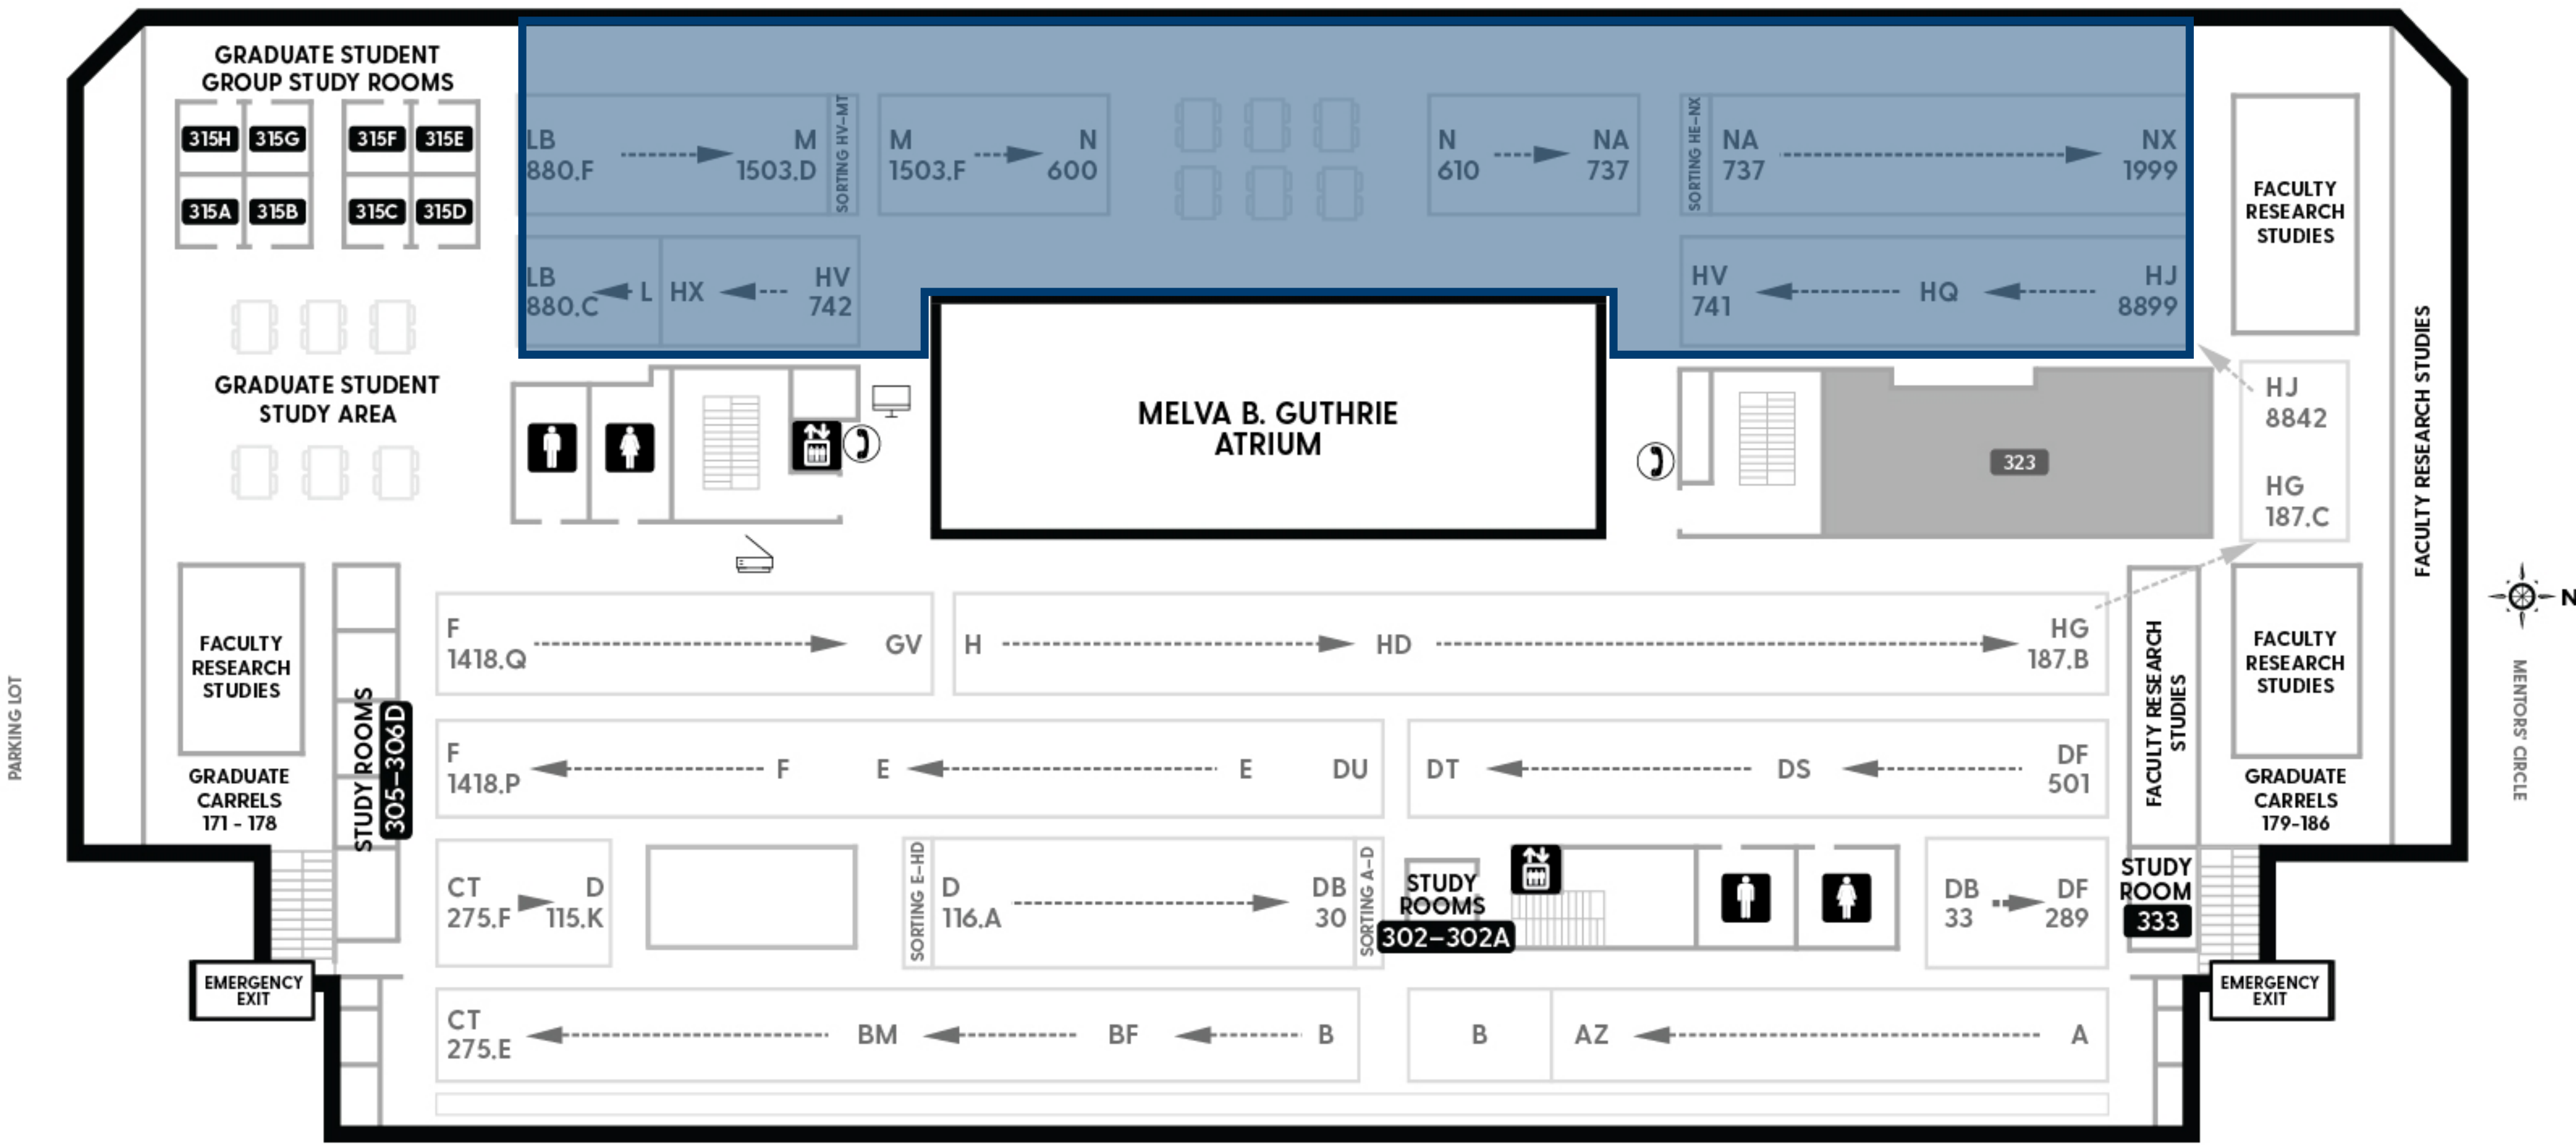 GRADUATE STUDENT
GROUP STUDY ROOMS
315H
315G
315F
315E
315A
315B
315C
315D
LB
880.F
M
1503.D
SORTING HV–MT
M
1503.F
N
600
N
610
NA
737
SORTING HE–NX
NA
737
NX
1999
LB
880.C
L
HX
HV
742
HV
741
HQ
HJ
8899
FACULTY
RESEARCH
STUDIES
GRADUATE STUDENT
STUDY AREA
MELVA B. GUTHRIE
ATRIUM
323
HJ
8842
HG
187.C
FACULTY RESEARCH STUDIES
N
MENTORS' CIRCLE
PARKING LOT
FACULTY
RESEARCH
STUDIES
GRADUATE
CARRELS
171 - 178
STUDY ROOMS
305–306D
F
1418.Q
GV
H
HD
HG
187.B
FACULTY RESEARCH
STUDIES
FACULTY
RESEARCH
STUDIES
GRADUATE
CARRELS
179-186
F
1418.P
F
E
E
DU
DT
DS
DF
501
CT
275.F
D
115.K
SORTING E–HD
D
116.A
DB
30
SORTING A–D
STUDY
ROOMS
302–302A
DB
33
DF
289
STUDY
ROOM
333
EMERGENCY
EXIT
EMERGENCY
EXIT
CT
275.E
BM
BF
B
B
AZ
A